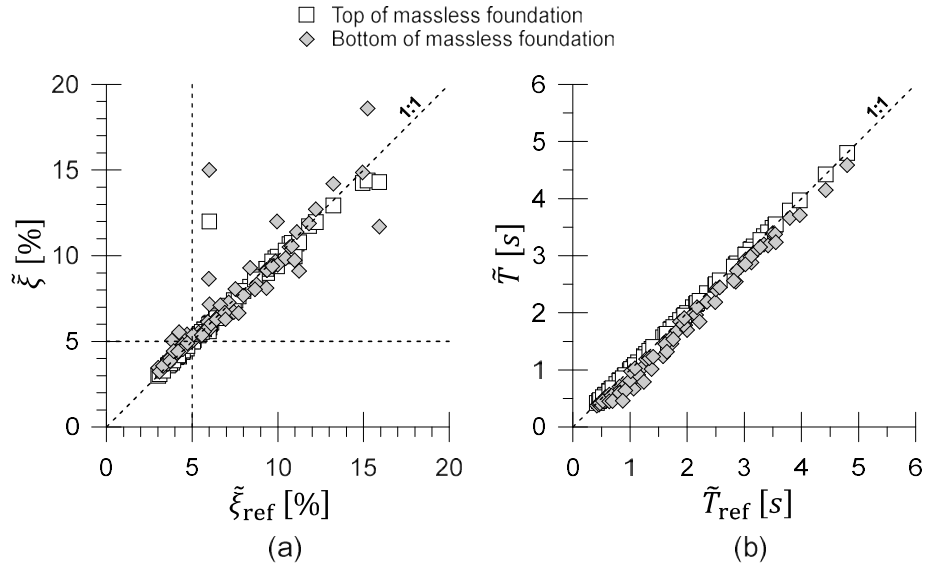 Top of massless foundation
Bottom of massless foundation
20
15
10
5
0
0 5 10 15 20
ξ̃ [%]
ξ̃ref [%]
1:1
(a)
6
5
4
3
2
1
0
0 1 2 3 4 5 6
T̃ [s]
T̃ref [s]
1:1
(b)